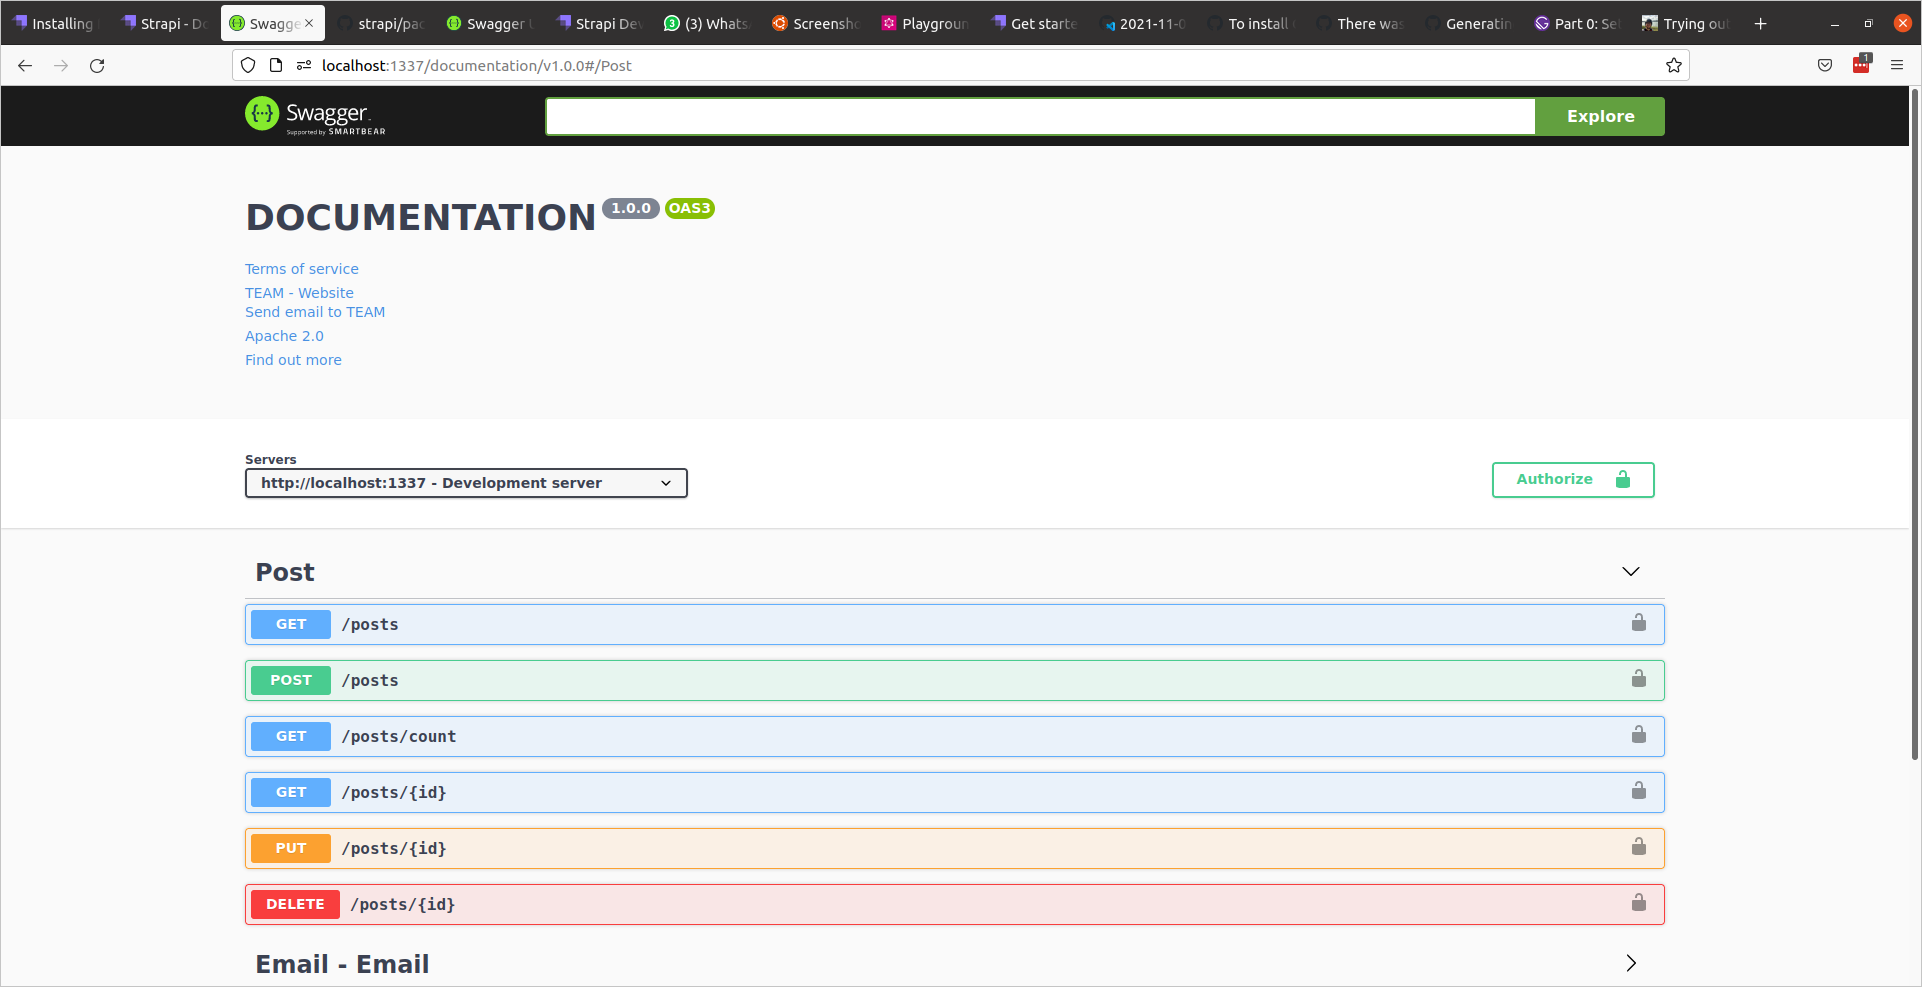 Installing Strapi - Do Swagge strapi/pac Swagger Strapi Dev (3) Whats Screensho Playgroun Get starte 2021-11-0 To install There was Generatin Part 0: Se Trying out
localhost:1337/documentation/v1.0.0#/Post
1
Swagger
Supported by SMARTBEAR
Explore
DOCUMENTATION 1.0.0 OAS3
Terms of service
TEAM - Website
Send email to TEAM
Apache 2.0
Find out more
Servers
http://localhost:1337 - Development server
Authorize
Post
GET /posts
POST /posts
GET /posts/count
GET /posts/{id}
PUT /posts/{id}
DELETE /posts/{id}
Email - Email